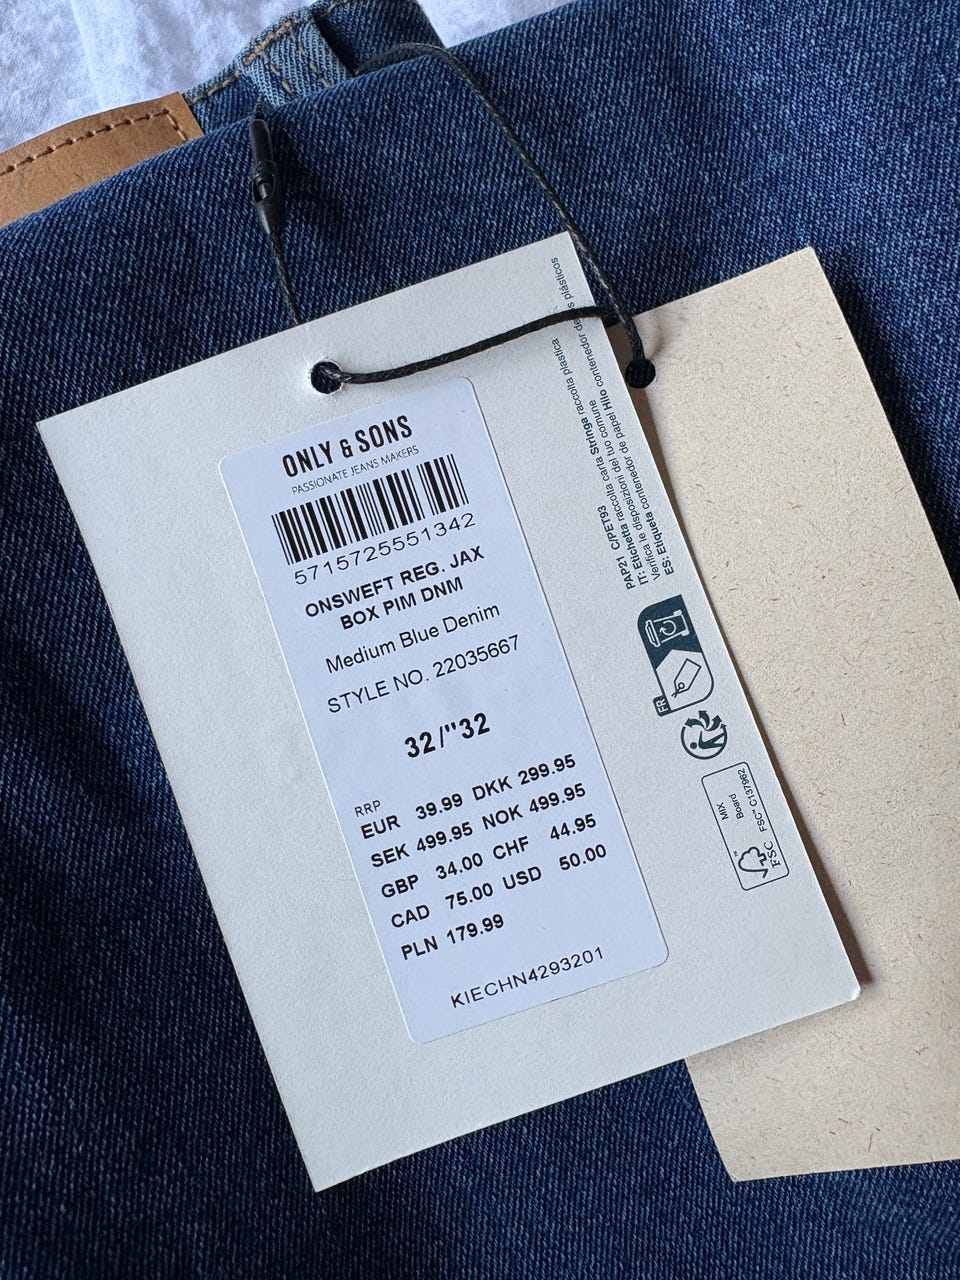 ONLY & SONS
PASSIONATE JEANS MAKERS
5715725551342
ONSWEFT REG. JAX
BOX PIM DNM
Medium Blue Denim
STYLE NO. 22035667
32/"32
RRP
EUR 39.99 DKK 299.95
SEK 499.95 NOK 499.95
GBP 34.00 CHF 44.95
CAD 75.00 USD 50.00
PLN 179.99
KIECHN4293201
PAP21 C/PET93
IT: Etichetta raccolta carta Stringa raccolta plastica
Verifica le disposizioni del tuo comune
ES: Etiqueta contenedor de papel Hilo contenedor de plásticos
FR
MIX
Board
FSC™ C137962
FSC